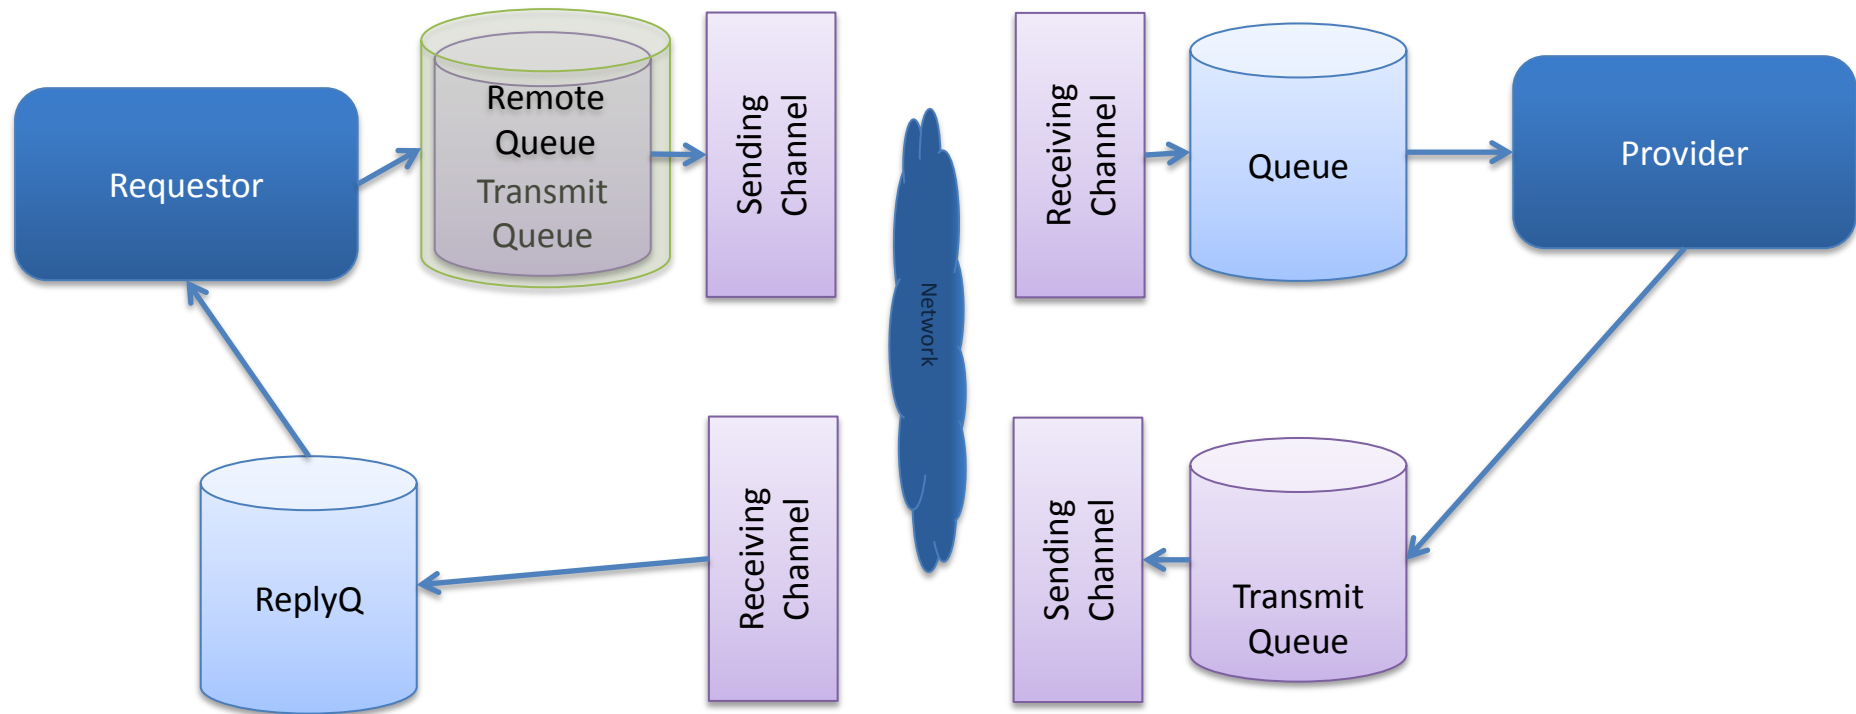 Requestor
Remote
Queue
Transmit
Queue
Sending
Channel
Network
Receiving
Channel
Queue
Provider
ReplyQ
Receiving
Channel
Sending
Channel
Transmit
Queue